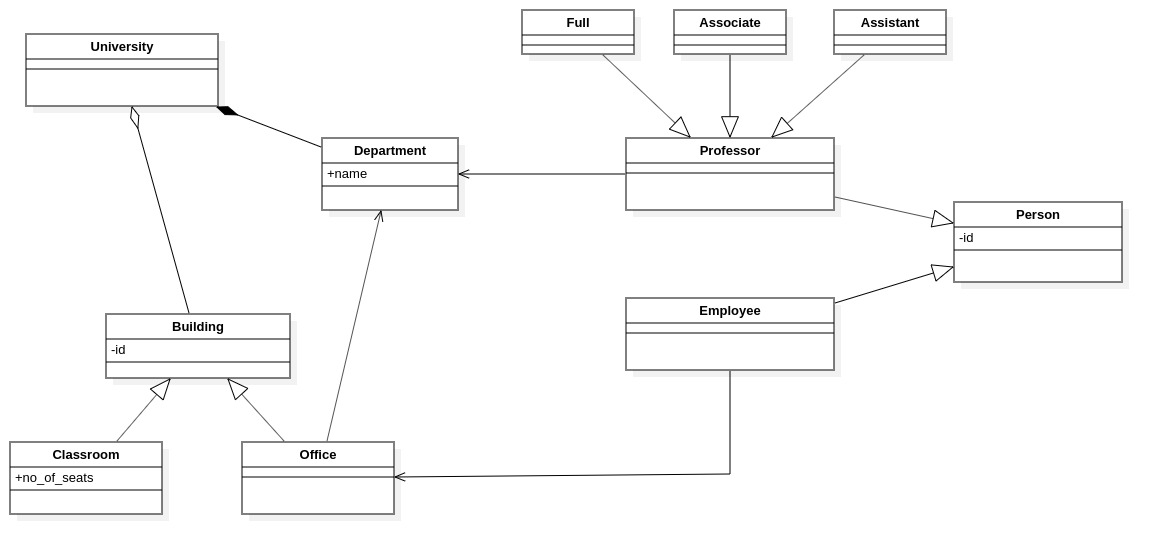 Full
Associate
Assistant
University
Department
+name
Professor
Person
-id
Employee
Building
-id
Classroom
+no_of_seats
Office